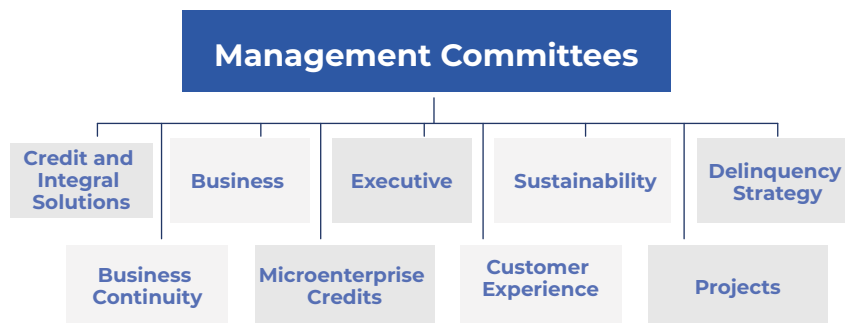 Management Committees
Credit and
Integral
Solutions
Business
Executive
Sustainability
Delinquency
Strategy
Business
Continuity
Microenterprise
Credits
Customer
Experience
Projects